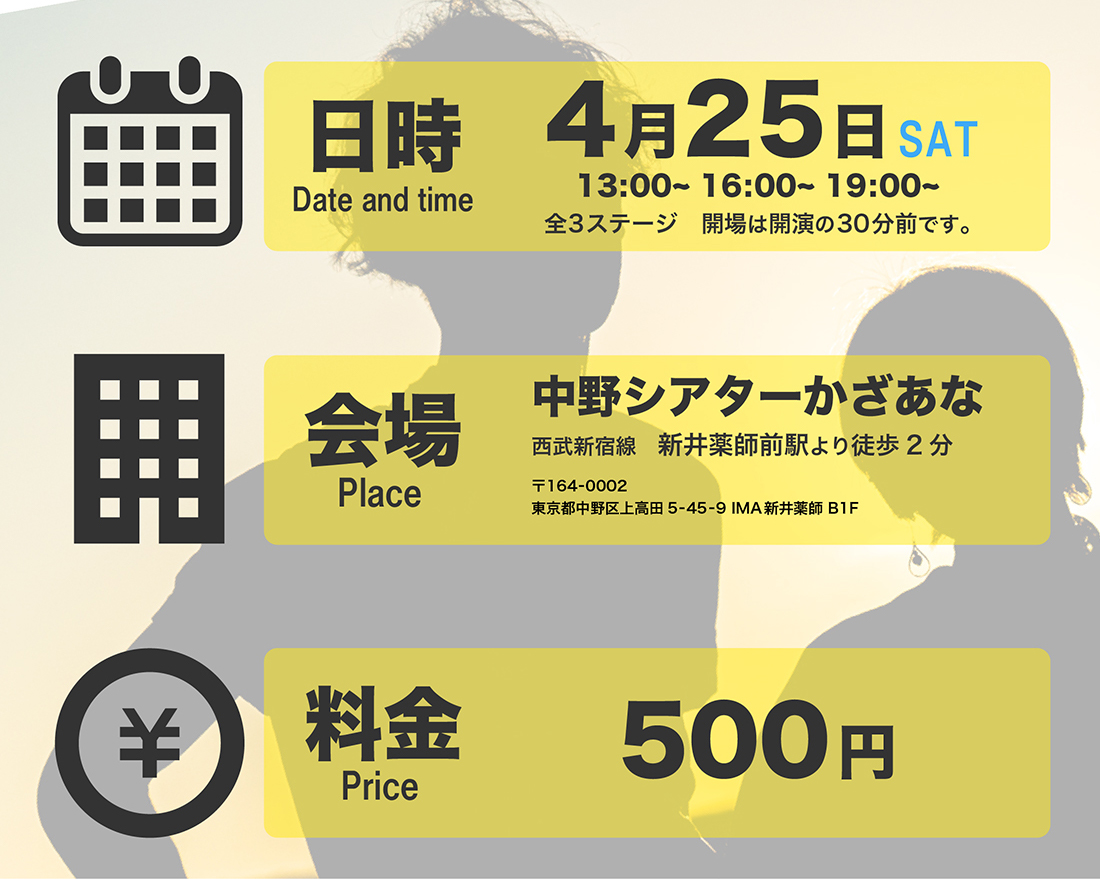 日時
Date and time
4月25日 SAT
13:00~ 16:00~ 19:00~
全3ステージ　開場は開演の30分前です。
会場
Place
中野シアターかざあな
西武新宿線　新井薬師前駅より徒歩 2 分
〒164-0002
東京都中野区上高田 5-45-9 IMA新井薬師 B1F
¥
料金
Price
500円